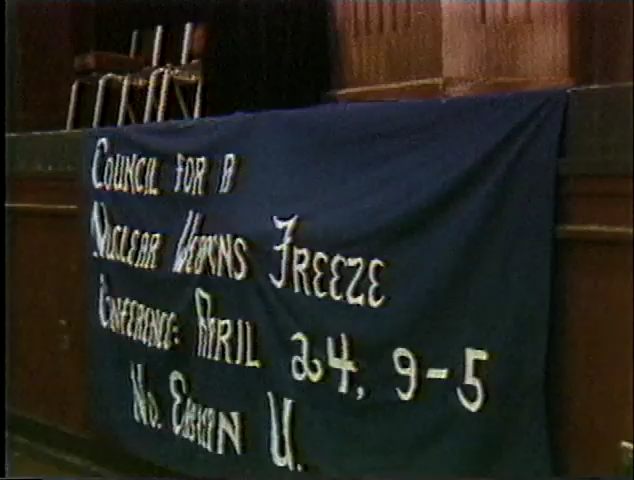 COUNCIL FOR A
NUCLEAR WEAPONS FREEZE
CONFERENCE: APRIL 24, 9-5
NO. EASTERN U.